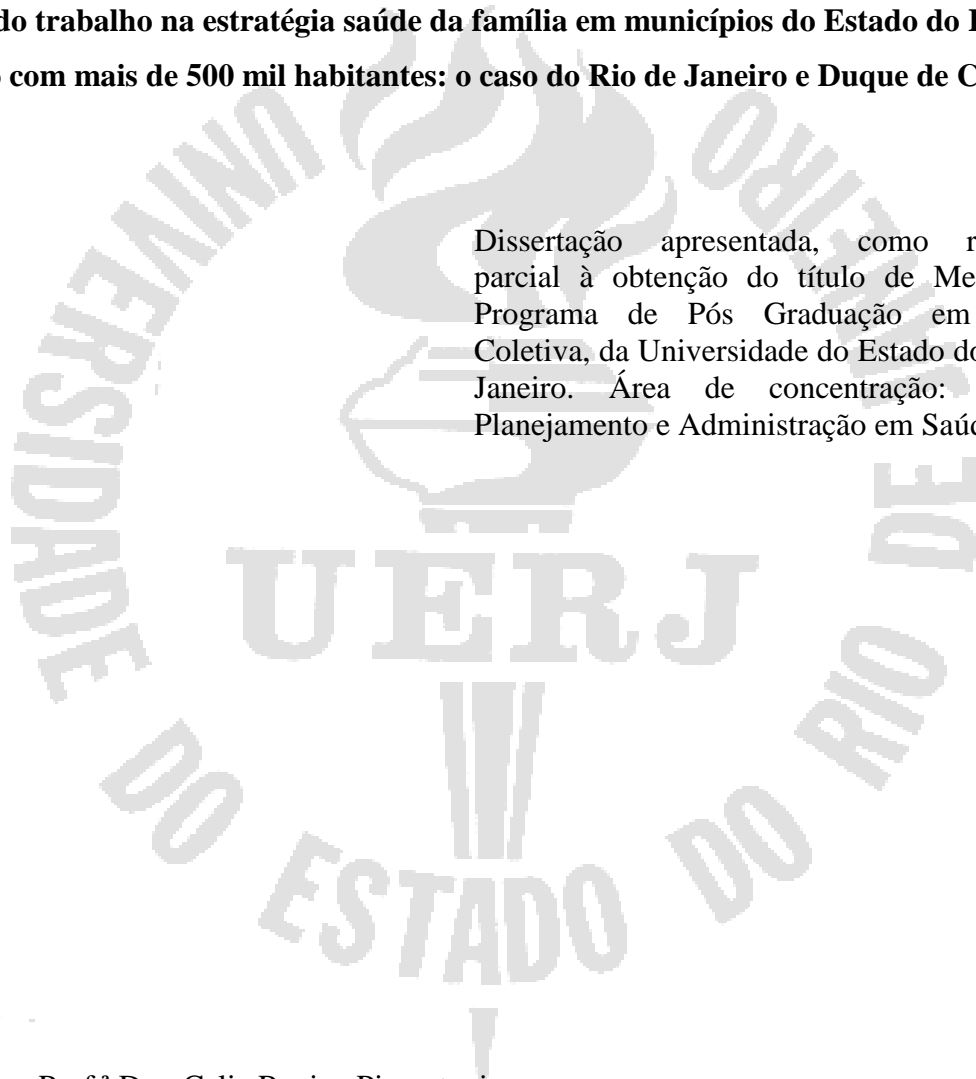 do trabalho na estratégia saúde da família em municípios do Estado do
com mais de 500 mil habitantes: o caso do Rio de Janeiro e Duque de
Dissertação apresentada, como
parcial à obtenção do título de
Programa de Pós Graduação em
Coletiva, da Universidade do Estado do
Janeiro. Área de concentração:
Planejamento e Administração em
UNIVERSIDADE DO ESTADO DO RIO DE JANEIRO
UERJ